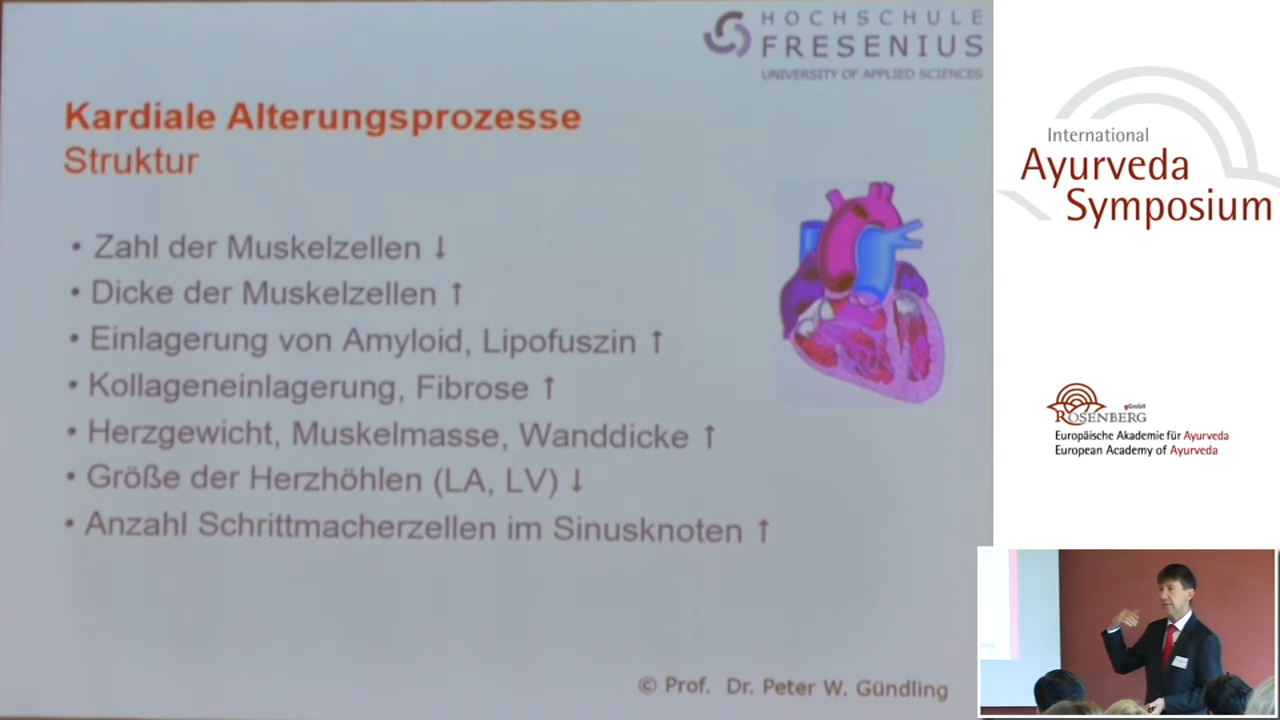 HOCHSCHULE
FRESENIUS
UNIVERSITY OF APPLIED SCIENCES
Kardiale Alterungsprozesse
Struktur
• Zahl der Muskelzellen ↓
• Dicke der Muskelzellen ↑
• Einlagerung von Amyloid, Lipofuszin ↑
• Kollageneinlagerung, Fibrose ↑
• Herzgewicht, Muskelmasse, Wanddicke ↑
• Größe der Herzhöhlen (LA, LV) ↓
• Anzahl Schrittmacherzellen im Sinusknoten ↑
© Prof. Dr. Peter W. Gündling
International
Ayurveda
Symposium
gGmbH
ROSENBERG
Europäische Akademie für Ayurveda
European Academy of Ayurveda